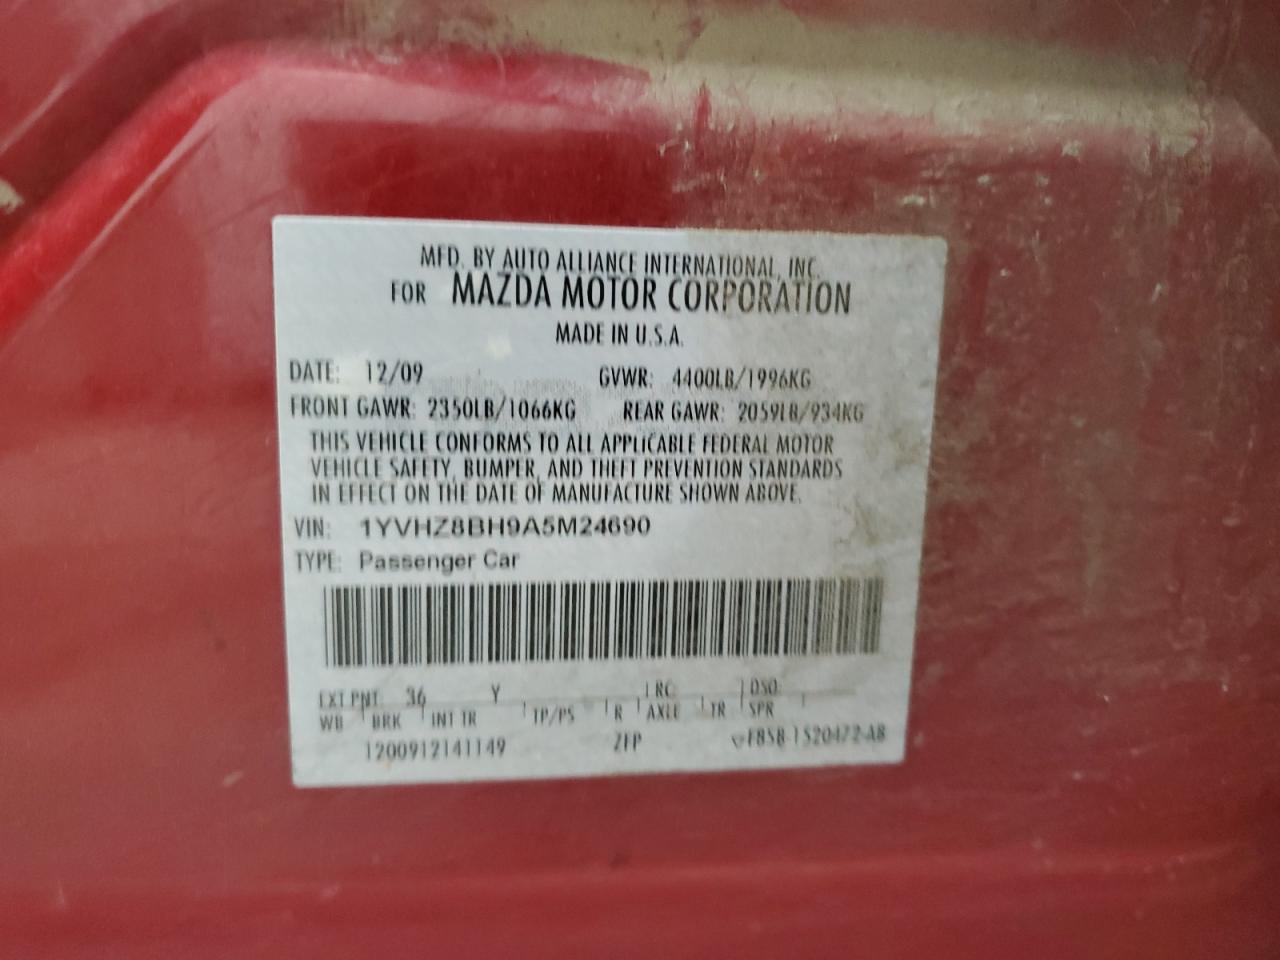 MFD. BY AUTO ALLIANCE INTERNATIONAL, INC.
FOR MAZDA MOTOR CORPORATION
MADE IN U.S.A.
DATE: 12/09 GVWR: 4400LB/1996KG
FRONT GAWR: 2350LB/1066KG REAR GAWR: 2059LB/934KG
THIS VEHICLE CONFORMS TO ALL APPLICABLE FEDERAL MOTOR
VEHICLE SAFETY, BUMPER, AND THEFT PREVENTION STANDARDS
IN EFFECT ON THE DATE OF MANUFACTURE SHOWN ABOVE.
VIN: 1YVHZ8BH9A5M24690
TYPE: Passenger Car
EXT PNT: 36 Y RC: DSO:
WB BRK INT TR TP/PS R AXLE TR SPR
1200912141149 ZFP